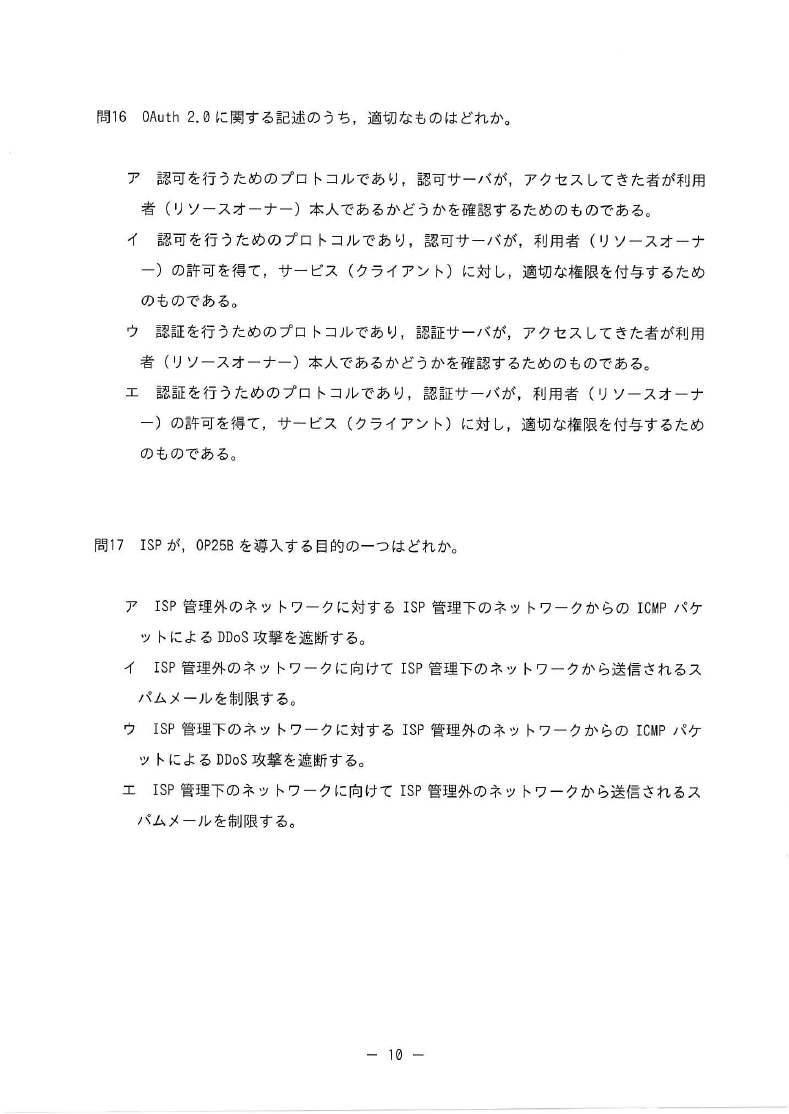 問16 OAuth 2.0 に関する記述のうち，適切なものはどれか。
ア 認可を行うためのプロトコルであり，認可サーバが，アクセスしてきた者が利用
者（リソースオーナー）本人であるかどうかを確認するためのものである。
イ 認可を行うためのプロトコルであり，認可サーバが，利用者（リソースオーナ
ー）の許可を得て，サービス（クライアント）に対し，適切な権限を付与するため
のものである。
ウ 認証を行うためのプロトコルであり，認証サーバが，アクセスしてきた者が利用
者（リソースオーナー）本人であるかどうかを確認するためのものである。
エ 認証を行うためのプロトコルであり，認証サーバが，利用者（リソースオーナ
ー）の許可を得て，サービス（クライアント）に対し，適切な権限を付与するため
のものである。
問17 ISP が，OP25B を導入する目的の一つはどれか。
ア ISP 管理外のネットワークに対する ISP 管理下のネットワークからの ICMP パケ
ットによる DDoS 攻撃を遮断する。
イ ISP 管理外のネットワークに向けて ISP 管理下のネットワークから送信されるス
パムメールを制限する。
ウ ISP 管理下のネットワークに対する ISP 管理外のネットワークからの ICMP パケ
ットによる DDoS 攻撃を遮断する。
エ ISP 管理下のネットワークに向けて ISP 管理外のネットワークから送信されるス
パムメールを制限する。
－ 10 －